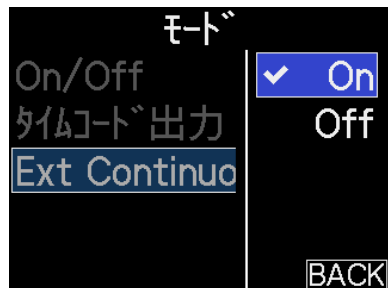 ﾓｰﾄﾞ
On/Off
ﾀｲﾑｺｰﾄﾞ出力
Ext Continuo
On
Off
BACK